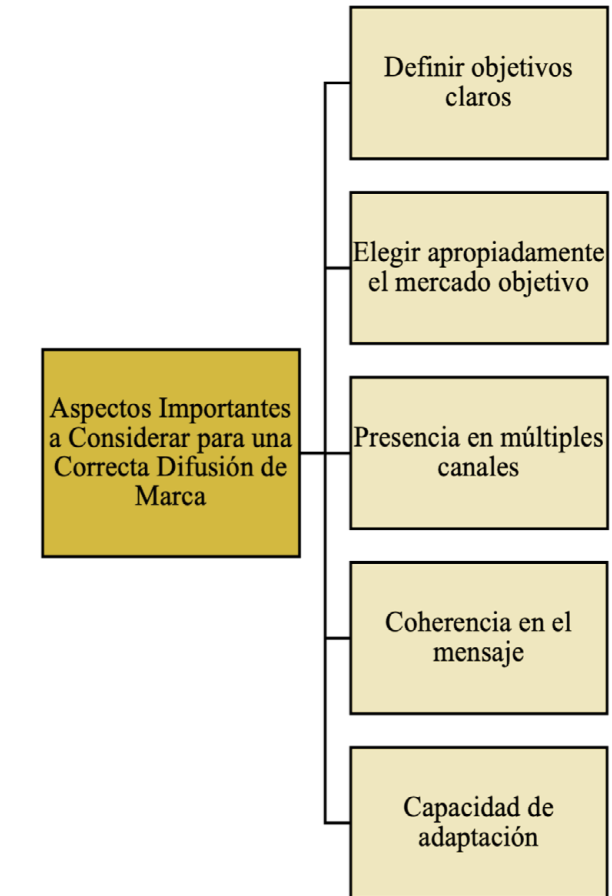 Definir objetivos
claros
Elegir apropiadamente
el mercado objetivo
Aspectos Importantes
a Considerar para una
Correcta Difusión de
Marca
Presencia en múltiples
canales
Coherencia en el
mensaje
Capacidad de
adaptación